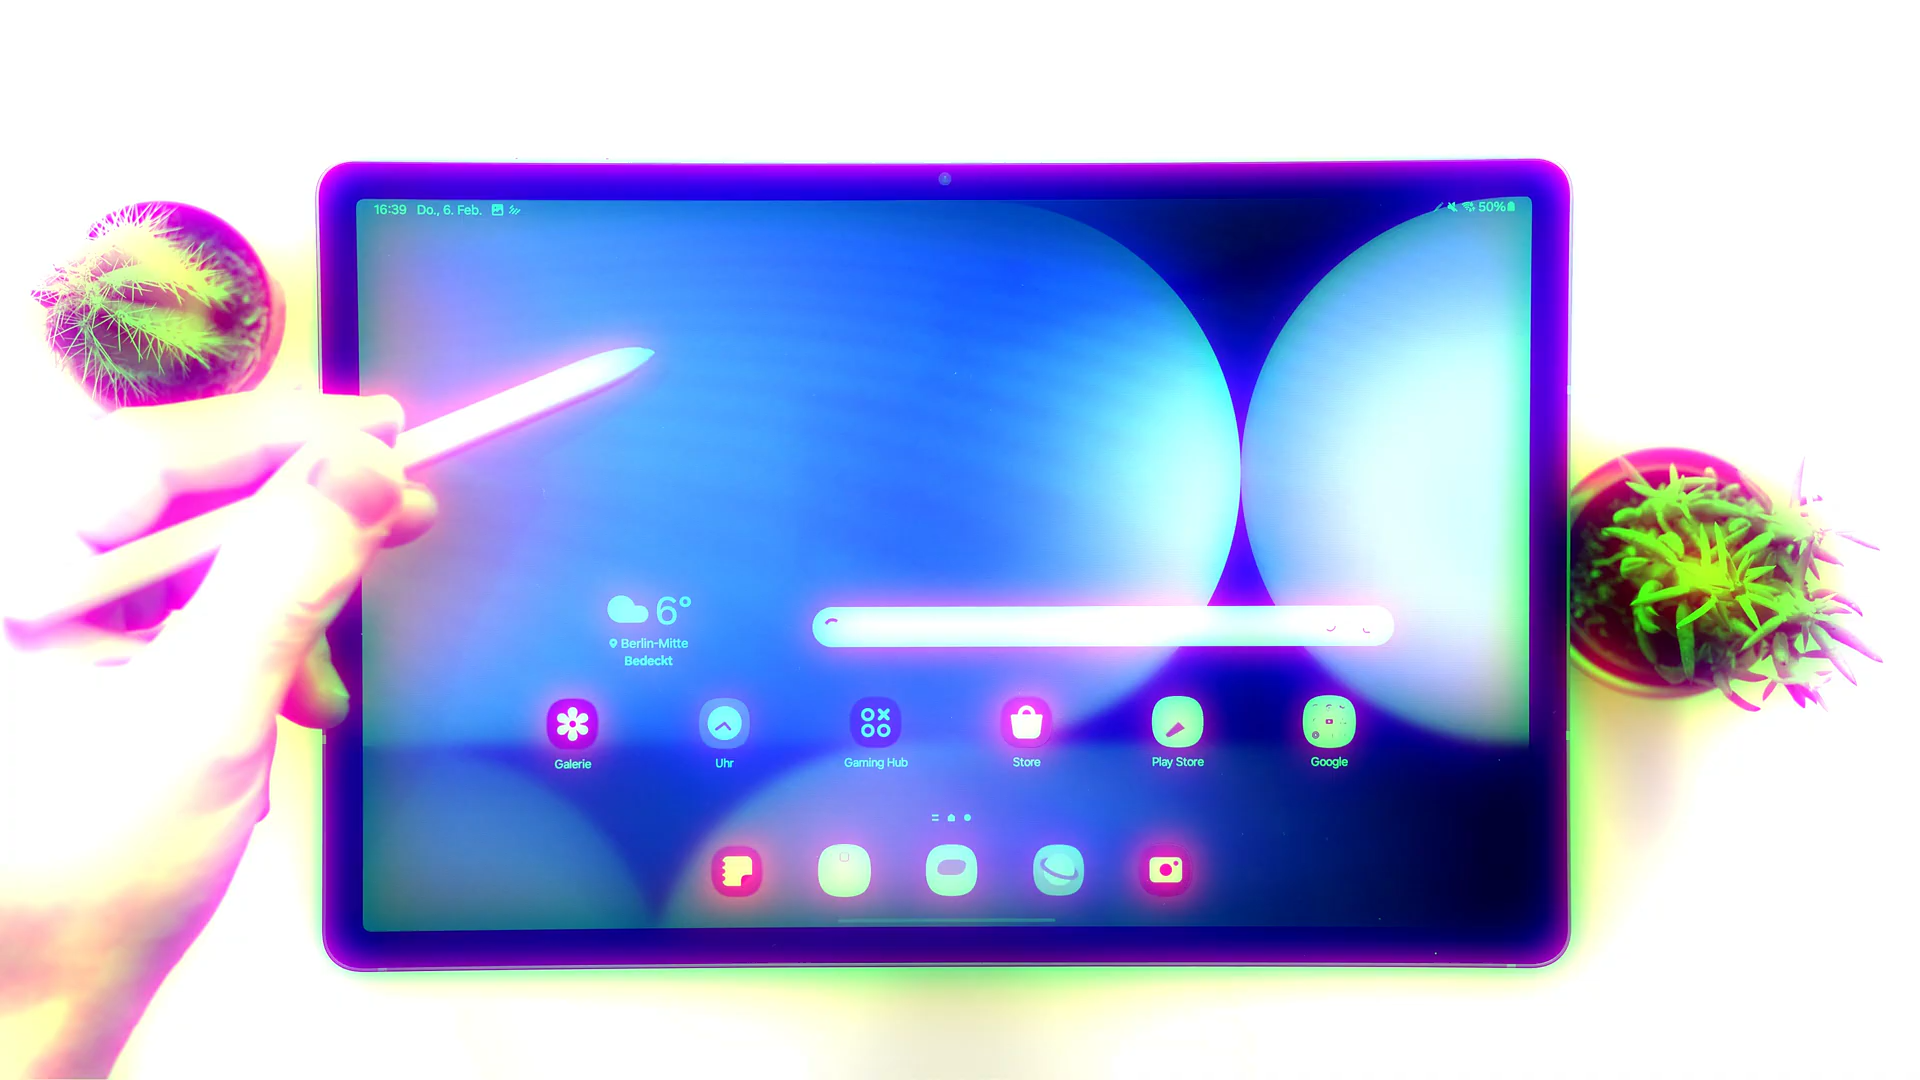 16:39 Do., 6. Feb.
50%
6°
Berlin-Mitte
Bedeckt
Galerie
Uhr
Gaming Hub
Store
Play Store
Google